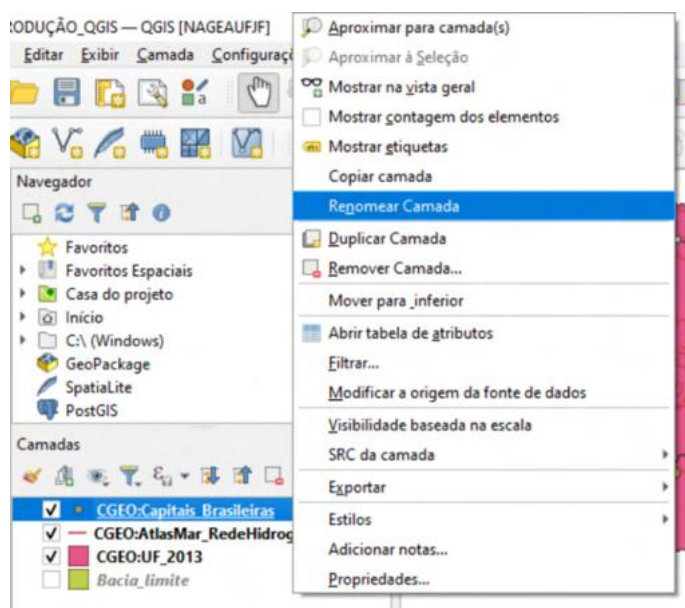 RODUÇÃO_QGIS — QGIS [NAGEAUFJF]
Editar Exibir Camada Configuraçõ
Navegador
Favoritos
Favoritos Espaciais
Casa do projeto
Início
C:\ (Windows)
GeoPackage
SpatiaLite
PostGIS
Camadas
CGEO:Capitais_Brasileiras
CGEO:AtlasMar_RedeHidrog
CGEO:UF_2013
Bacia_limite
Aproximar para camada(s)
Aproximar à Seleção
Mostrar na vista geral
Mostrar contagem dos elementos
Mostrar etiquetas
Copiar camada
Renomear Camada
Duplicar Camada
Remover Camada...
Mover para _inferior
Abrir tabela de atributos
Filtrar...
Modificar a origem da fonte de dados
Visibilidade baseada na escala
SRC da camada
Exportar
Estilos
Adicionar notas...
Propriedades...